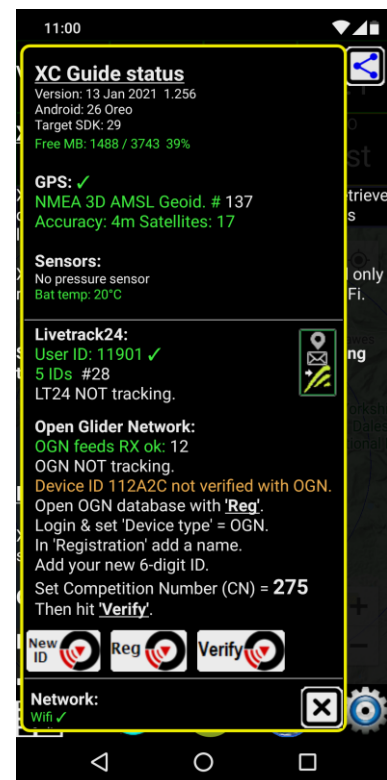 11:00
XC Guide status
Version: 13 Jan 2021 1.256
Android: 26 Oreo
Target SDK: 29
Free MB: 1488 / 3743 39%
st
GPS: ✓
NMEA 3D AMSL Geoid. # 137
trieve
Accuracy: 4m Satellites: 17
s
Sensors:
No pressure sensor
only
Bat temp: 20°C
Fi.
Livetrack24:
User ID: 11901 ✓
ng
5 IDs #28
LT24 NOT tracking.
Open Glider Network:
OGN feeds RX ok: 12
OGN NOT tracking.
Device ID 112A2C not verified with OGN.
Open OGN database with 'Reg'.
Login & set 'Device type' = OGN.
In 'Registration' add a name.
Add your new 6-digit ID.
Set Competition Number (CN) = 275
Then hit 'Verify'.
New ID
Reg
Verify
Network:
Wifi ✓